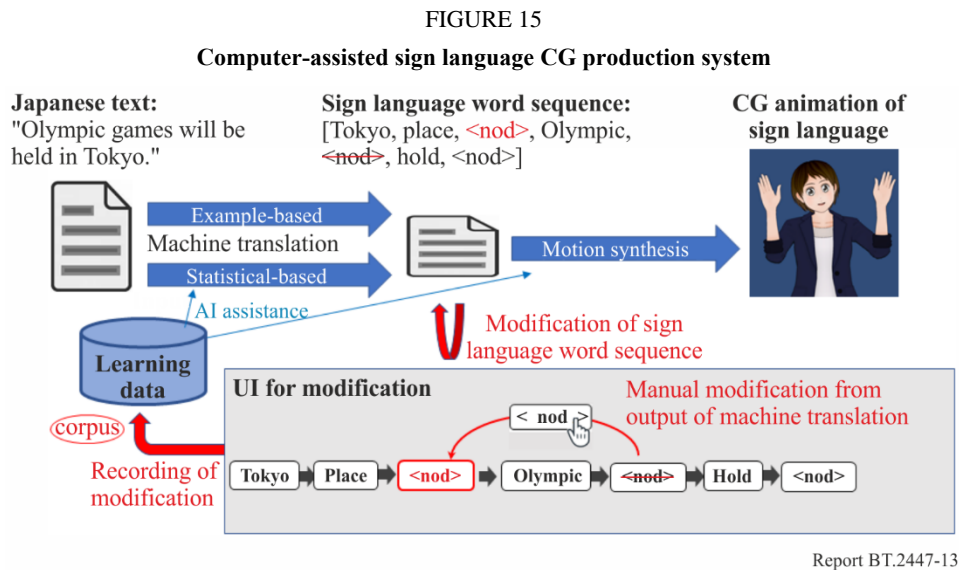 FIGURE 15
Computer-assisted sign language CG production system
Japanese text:
"Olympic games will be
held in Tokyo."
Sign language word sequence:
[Tokyo, place, <nod>, Olympic,
<nod>, hold, <nod>]
CG animation of
sign language
Example-based
Machine translation
Statistical-based
Motion synthesis
AI assistance
Learning
data
Modification of sign
language word sequence
corpus
Recording of
modification
UI for modification
Manual modification from
output of machine translation
< nod >
Tokyo
Place
<nod>
Olympic
<nod>
Hold
<nod>
Report BT.2447-13